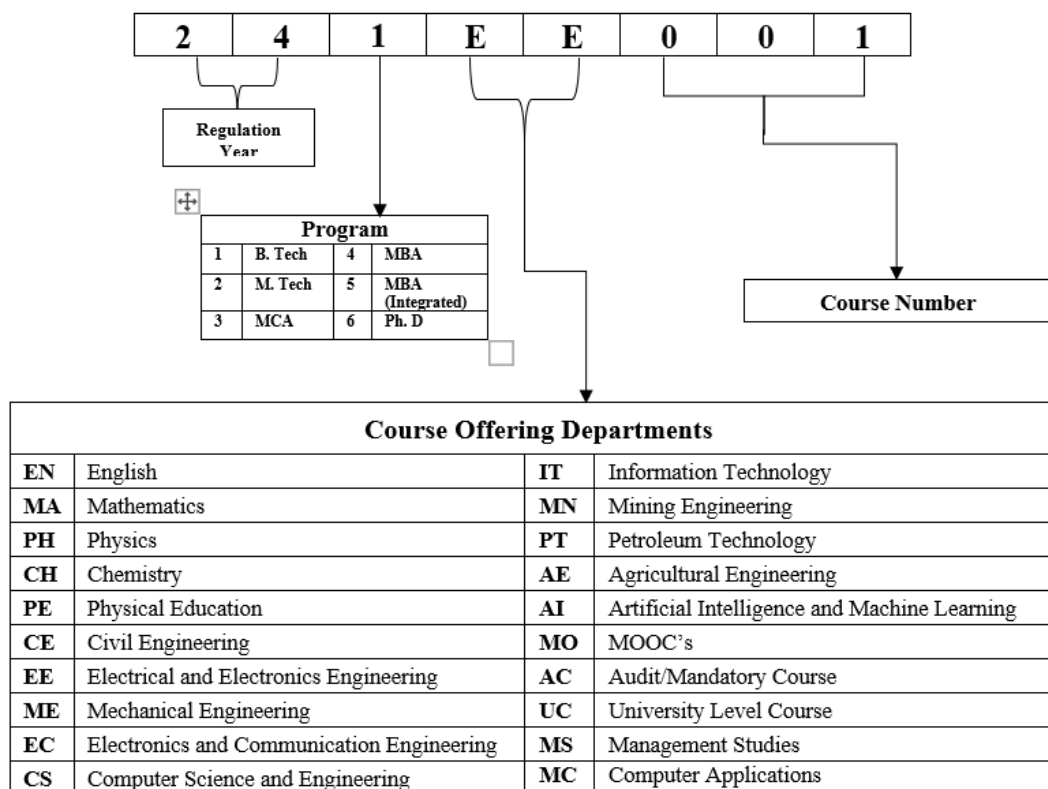 2 4 1 E E 0 0 1
Regulation
Year
Program
1 B. Tech 4 MBA
2 M. Tech 5 MBA
(Integrated)
3 MCA 6 Ph. D
Course Number
Course Offering Departments
EN English IT Information Technology
MA Mathematics MN Mining Engineering
PH Physics PT Petroleum Technology
CH Chemistry AE Agricultural Engineering
PE Physical Education AI Artificial Intelligence and Machine Learning
CE Civil Engineering MO MOOC’s
EE Electrical and Electronics Engineering AC Audit/Mandatory Course
ME Mechanical Engineering UC University Level Course
EC Electronics and Communication Engineering MS Management Studies
CS Computer Science and Engineering MC Computer Applications